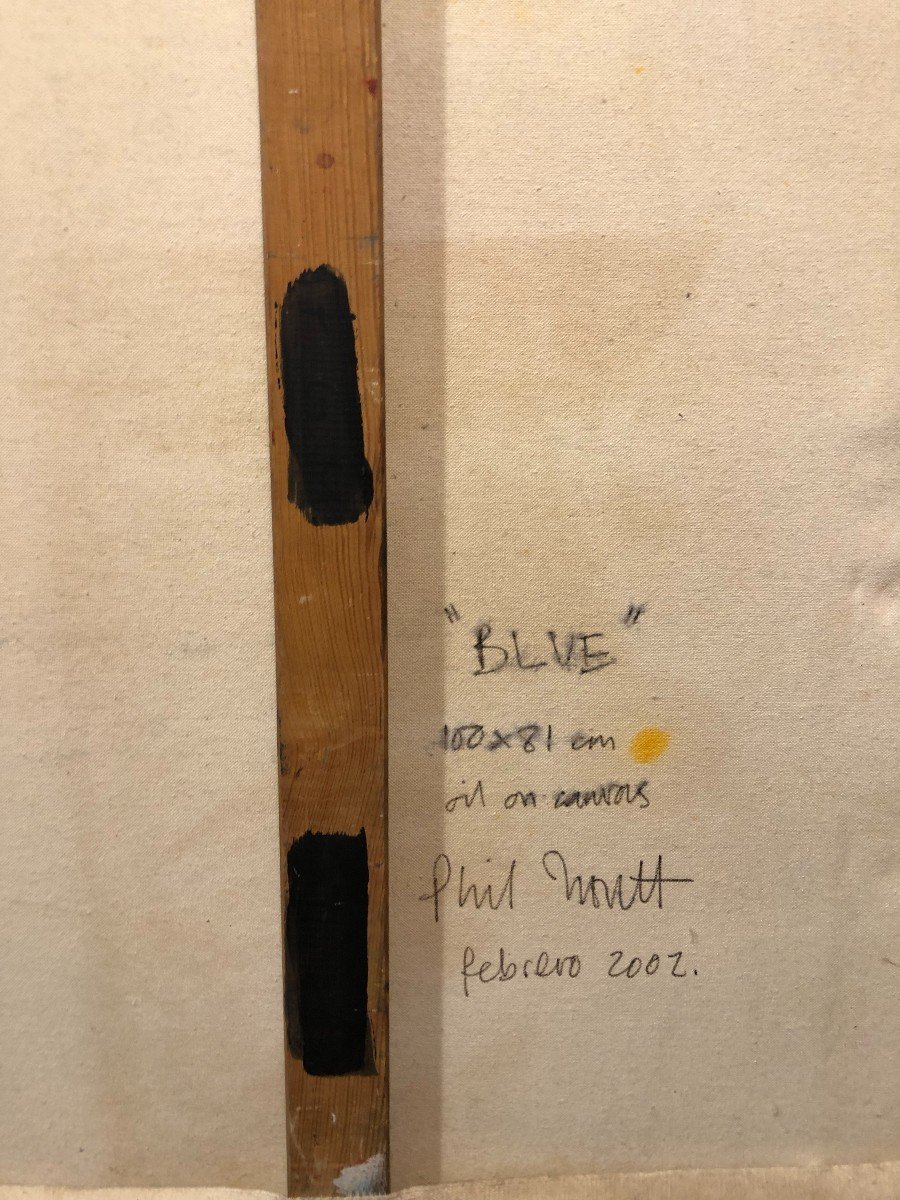 "BLUE"
100x81 cm
oil on canvas
Phil
febrero 2002.